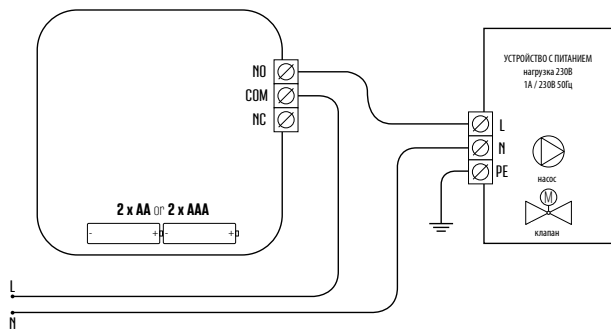 NO
COM
NC
2 x AA or 2 x AAA
- + - +
L
N
УСТРОЙСТВО С ПИТАНИЕМ
нагрузка 230В
1А / 230В 50Гц
L
N
PE
насос
M
клапан